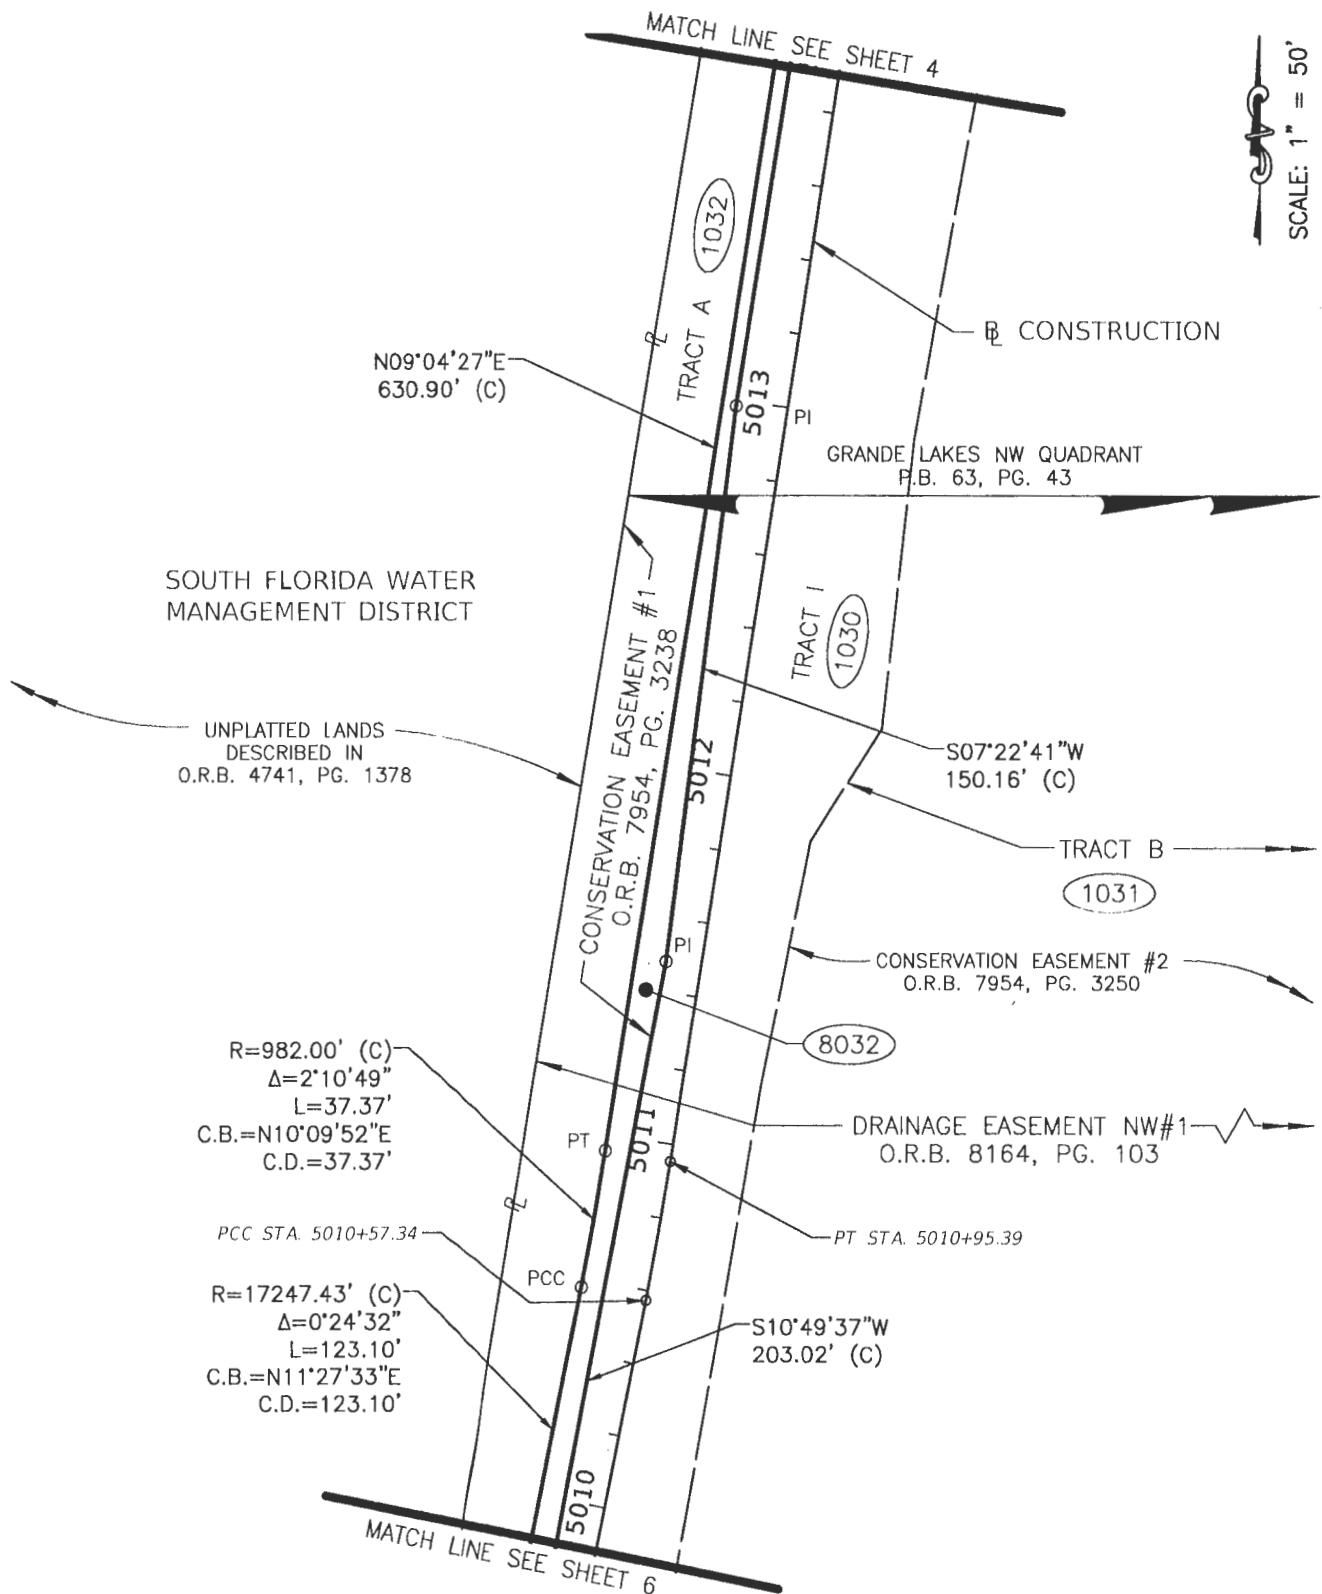 MATCH LINE SEE SHEET 4
SCALE: 1" = 50'
1032
TRACT A
PL
N09°04'27"E
630.90' (C)
BL CONSTRUCTION
5013
PI
GRANDE LAKES NW QUADRANT
P.B. 63, PG. 43
SOUTH FLORIDA WATER
MANAGEMENT DISTRICT
CONSERVATION EASEMENT #1
O.R.B. 7954, PG. 3238
TRACT I
1030
UNPLATTED LANDS
DESCRIBED IN
O.R.B. 4741, PG. 1378
5012
S07°22'41"W
150.16' (C)
TRACT B
1031
PI
CONSERVATION EASEMENT #2
O.R.B. 7954, PG. 3250
8032
R=982.00' (C)
Δ=2°10'49"
L=37.37'
C.B.=N10°09'52"E
C.D.=37.37'
PT
5011
DRAINAGE EASEMENT NW#1
O.R.B. 8164, PG. 103
PL
PCC STA. 5010+57.34
PT STA. 5010+95.39
PCC
R=17247.43' (C)
Δ=0°24'32"
L=123.10'
C.B.=N11°27'33"E
C.D.=123.10'
S10°49'37"W
203.02' (C)
5010
MATCH LINE SEE SHEET 6